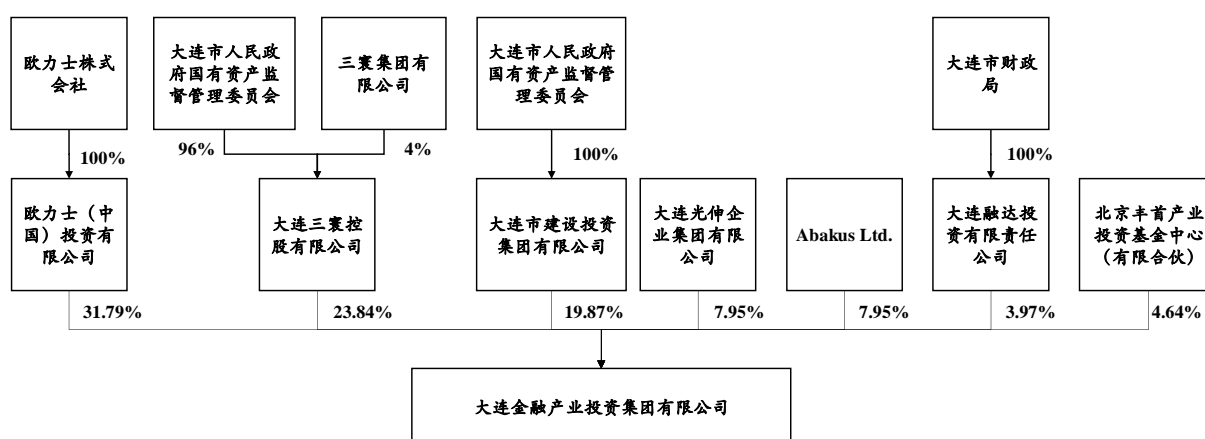 欧力士株式
会社
大连市人民政
府国有资产监
督管理委员会
三寰集团有
限公司
大连市人民政府
国有资产监督管
理委员会
大连市财政
局
100%
96%
4%
100%
100%
欧力士（中
国）投资有
限公司
大连三寰控
股有限公司
大连市建设投资
集团有限公司
大连光伸企
业集团有限
公司
Abakus Ltd.
大连融达投
资有限责任
公司
北京丰首产业
投资基金中心
（有限合伙）
31.79%
23.84%
19.87%
7.95%
7.95%
3.97%
4.64%
大连金融产业投资集团有限公司